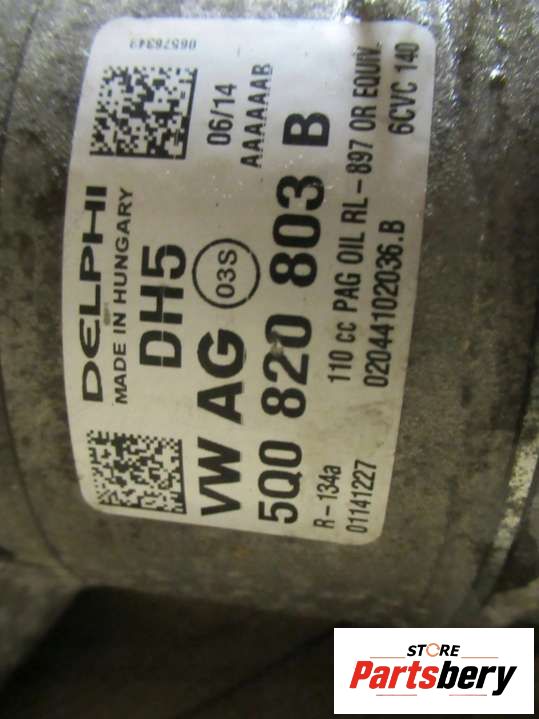 DELPHI
MADE IN HUNGARY
DH5
06578343
06/14
AAAAAAAB
VW AG 03S
5Q0 820 803 B
R-134a 110 cc PAG OIL RL-897 OR EQUIV.
01141227 02044102036.B 6CVC 140
STORE
Partsbery